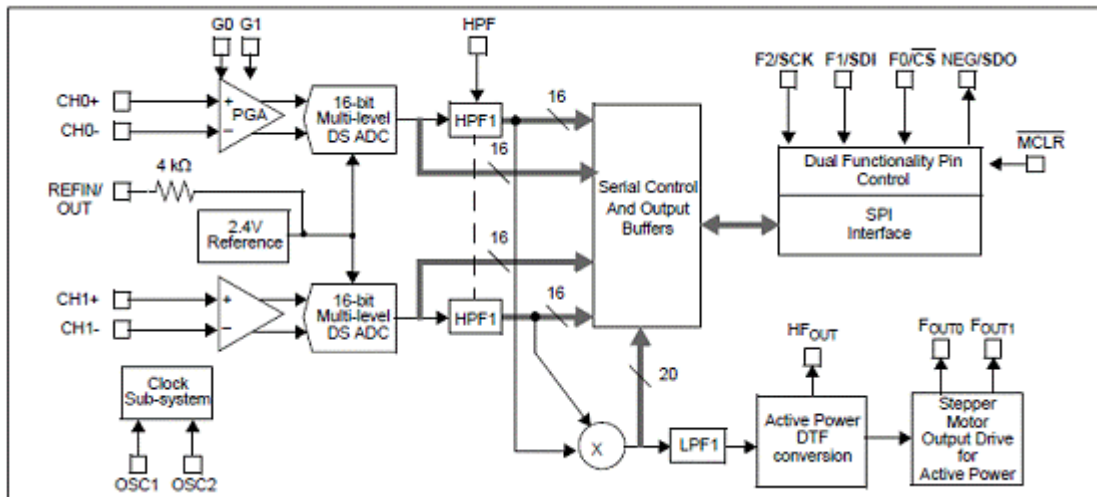 G0 G1
HPF
F2/SCK F1/SDI F0/CS NEG/SDO
CH0+
CH0-
+
PGA
−
16-bit
Multi-level
DS ADC
HPF1
16
16
MCLR
Dual Functionality Pin
Control
SPI
Interface
4 kΩ
REFIN/
OUT
2.4V
Reference
Serial Control
And Output
Buffers
16
16
CH1+
CH1-
+
−
16-bit
Multi-level
DS ADC
HPF1
20
HFOUT
FOUT0 FOUT1
Clock
Sub-system
OSC1 OSC2
X
LPF1
Active Power
DTF
conversion
Stepper
Motor
Output Drive
for
Active Power